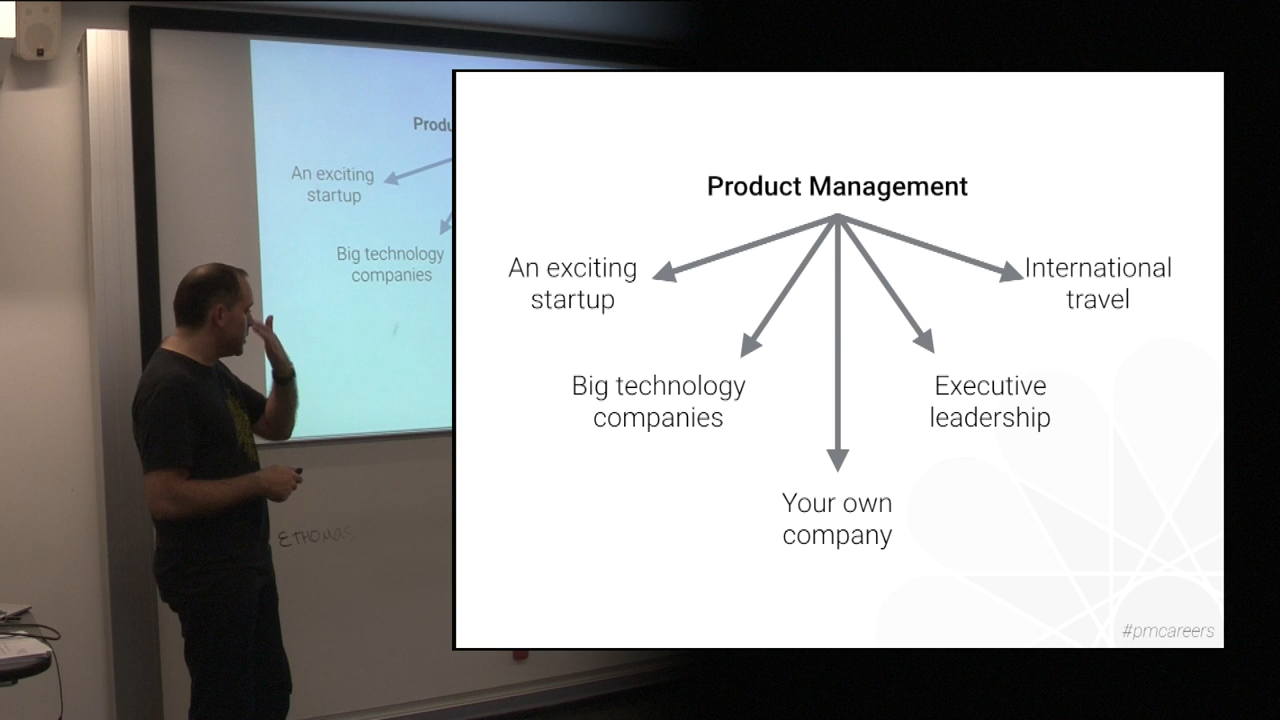 Produ
An exciting
startup
Big technology
companies
ETHOMAS
Product Management
An exciting
startup
International
travel
Big technology
companies
Executive
leadership
Your own
company
#pmcareers